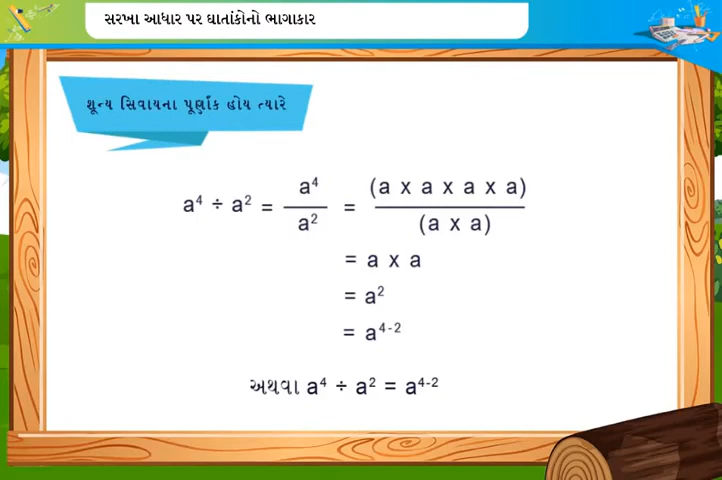 સરખા આધાર પર ઘાતાંકોનો ભાગાકાર
શૂન્ય સિવાયના પૂર્ણાંક હોય ત્યારે
a⁴ ÷ a² = a⁴/a² = (a x a x a x a)/(a x a)
= a x a
= a²
= a⁴⁻²
અથવા a⁴ ÷ a² = a⁴⁻²